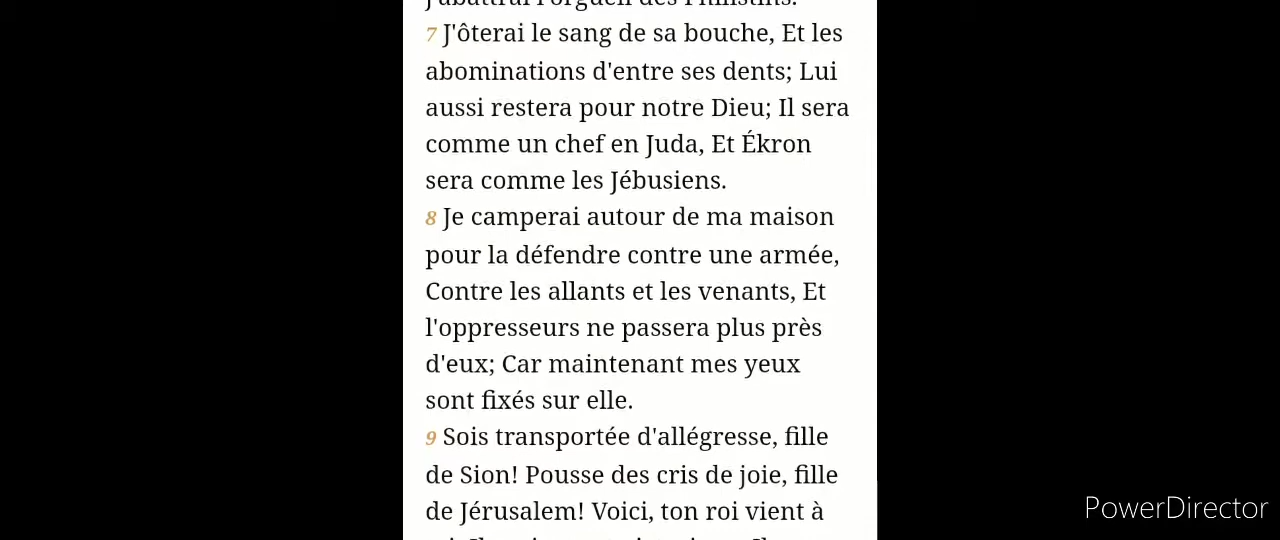 j'abattrai l'orgueil des Philistins.
7 J'ôterai le sang de sa bouche, Et les
abominations d'entre ses dents; Lui
aussi restera pour notre Dieu; Il sera
comme un chef en Juda, Et Ékron
sera comme les Jébusiens.
8 Je camperai autour de ma maison
pour la défendre contre une armée,
Contre les allants et les venants, Et
l'oppresseurs ne passera plus près
d'eux; Car maintenant mes yeux
sont fixés sur elle.
9 Sois transportée d'allégresse, fille
de Sion! Pousse des cris de joie, fille
de Jérusalem! Voici, ton roi vient à
PowerDirector